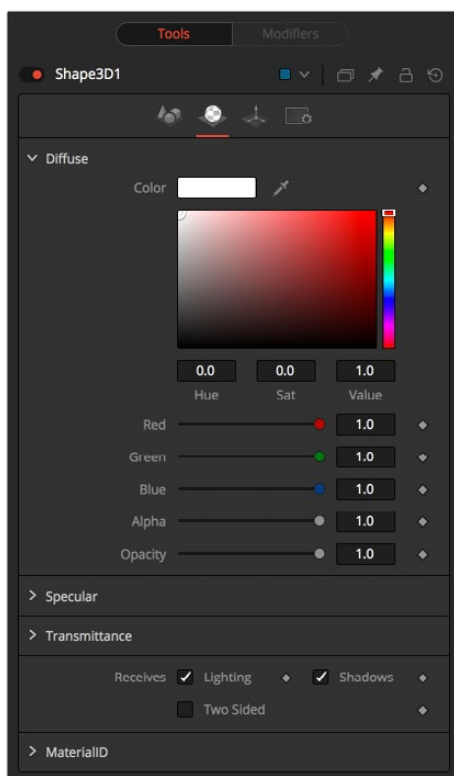 Tools Modifiers
Shape3D1
Diffuse
Color
0.0 0.0 1.0
Hue Sat Value
Red 1.0
Green 1.0
Blue 1.0
Alpha 1.0
Opacity 1.0
Specular
Transmittance
Receives Lighting Shadows
Two Sided
MaterialID